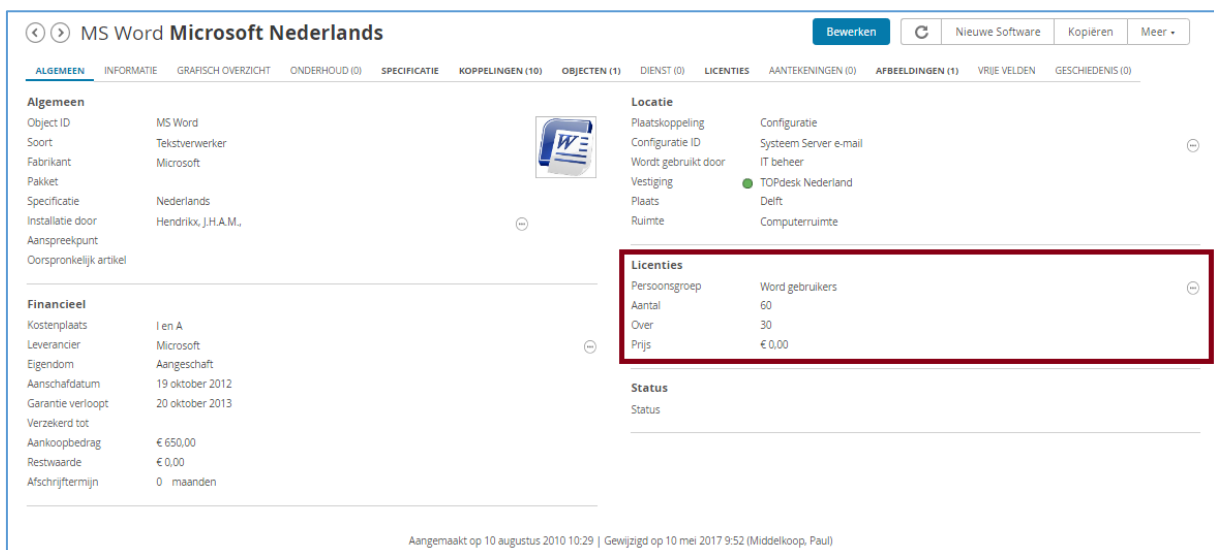 MS Word Microsoft Nederlands
Bewerken Nieuwe Software Kopiëren Meer
ALGEMEEN INFORMATIE GRAFISCH OVERZICHT ONDERHOUD (0) SPECIFICATIE KOPPELINGEN (10) OBJECTEN (1) DIENST (0) LICENTIES AANTEKENINGEN (0) AFBEELDINGEN (1) VRIJE VELDEN GESCHIEDENIS (0)
Algemeen
Object ID MS Word
Soort Tekstverwerker
Fabrikant Microsoft
Pakket
Specificatie Nederlands
Installatie door Hendrikx, J.H.A.M.,
Aanspreekpunt
Oorspronkelijk artikel
W
Financieel
Kostenplaats I en A
Leverancier Microsoft
Eigendom Aangeschaft
Aanschafdatum 19 oktober 2012
Garantie verloopt 20 oktober 2013
Verzekerd tot
Aankoopbedrag € 650,00
Restwaarde € 0,00
Afschrijftermijn 0 maanden
Locatie
Plaatskoppeling Configuratie
Configuratie ID Systeem Server e-mail
Wordt gebruikt door IT beheer
Vestiging TOPdesk Nederland
Plaats Delft
Ruimte Computerruimte
Licenties
Persoonsgroep Word gebruikers
Aantal 60
Over 30
Prijs € 0,00
Status
Status
Aangemaakt op 10 augustus 2010 10:29 | Gewijzigd op 10 mei 2017 9:52 (Middelkoop, Paul)